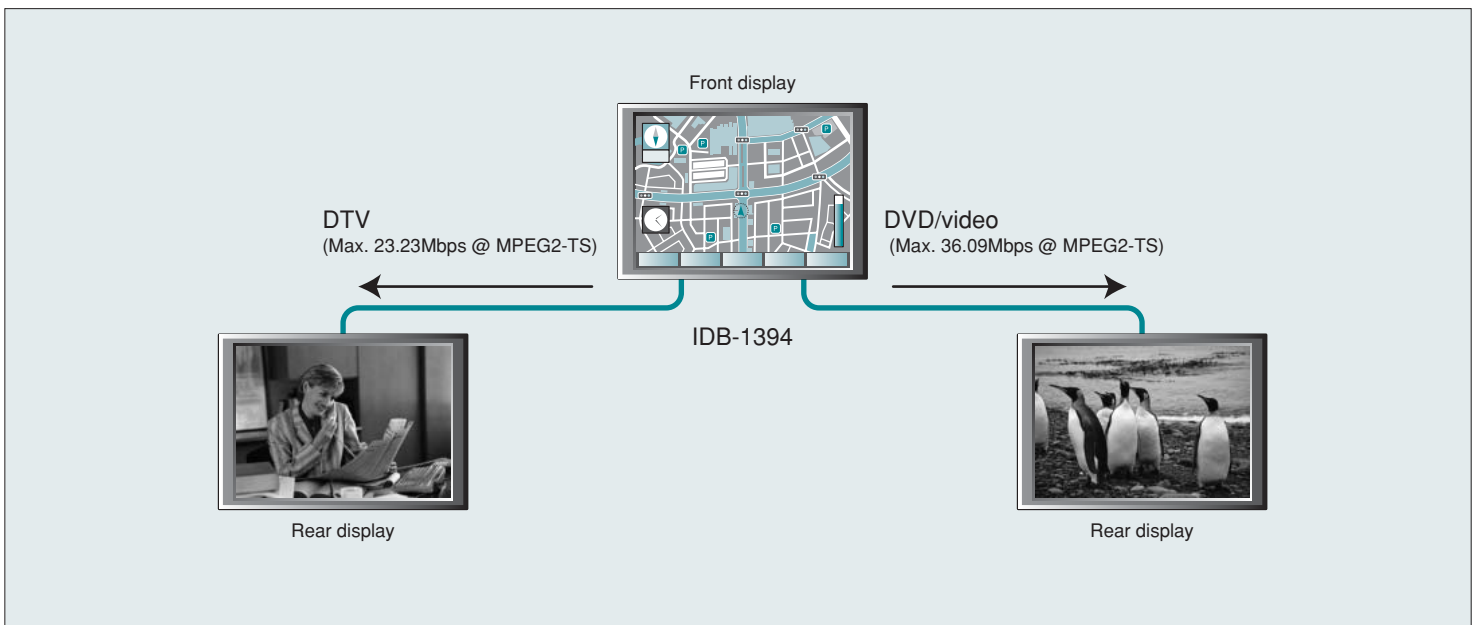 Front display
DTV
(Max. 23.23Mbps @ MPEG2-TS)
DVD/video
(Max. 36.09Mbps @ MPEG2-TS)
P
P
P
P
P
IDB-1394
Rear display
Rear display